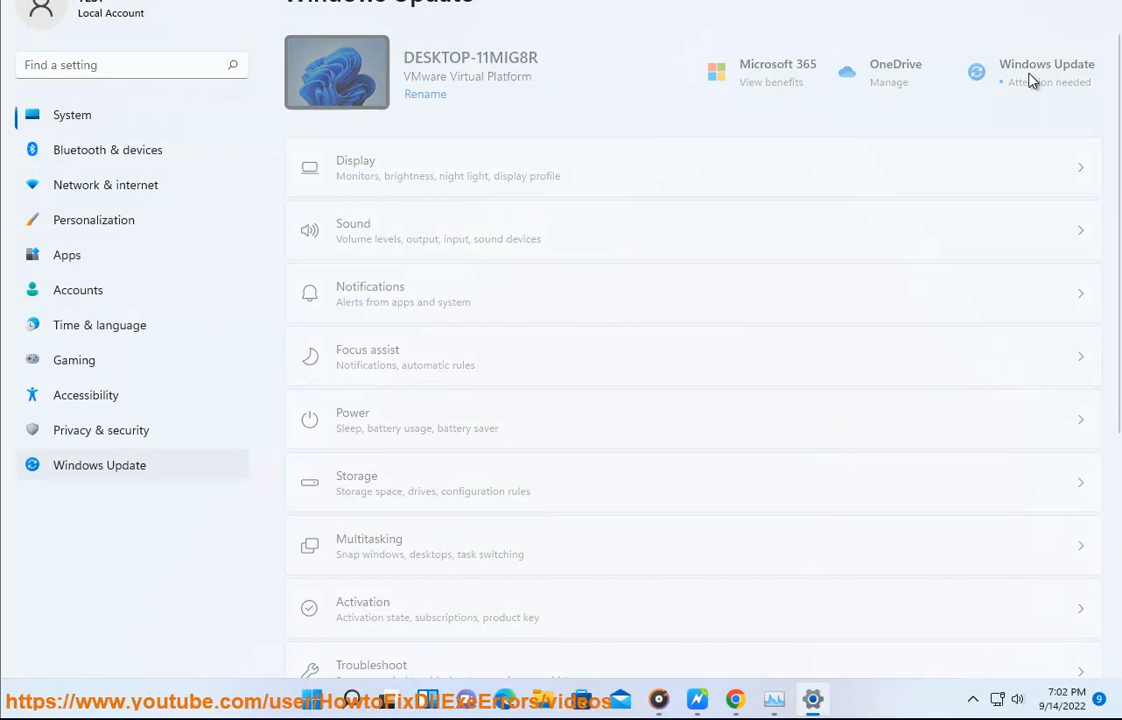 Local Account
Find a setting
System
Bluetooth & devices
Network & internet
Personalization
Apps
Accounts
Time & language
Gaming
Accessibility
Privacy & security
Windows Update
Windows Update
DESKTOP-11MIG8R
VMware Virtual Platform
Rename
Microsoft 365
View benefits
OneDrive
Manage
Windows Update
Attention needed
Display
Monitors, brightness, night light, display profile
Sound
Volume levels, output, input, sound devices
Notifications
Alerts from apps and system
Focus assist
Notifications, automatic rules
Power
Sleep, battery usage, battery saver
Storage
Storage space, drives, configuration rules
Multitasking
Snap windows, desktops, task switching
Activation
Activation state, subscriptions, product key
Troubleshoot
https://www.youtube.com/user/HowtoFixDllExeErrors/videos
7:02 PM
9/14/2022
9